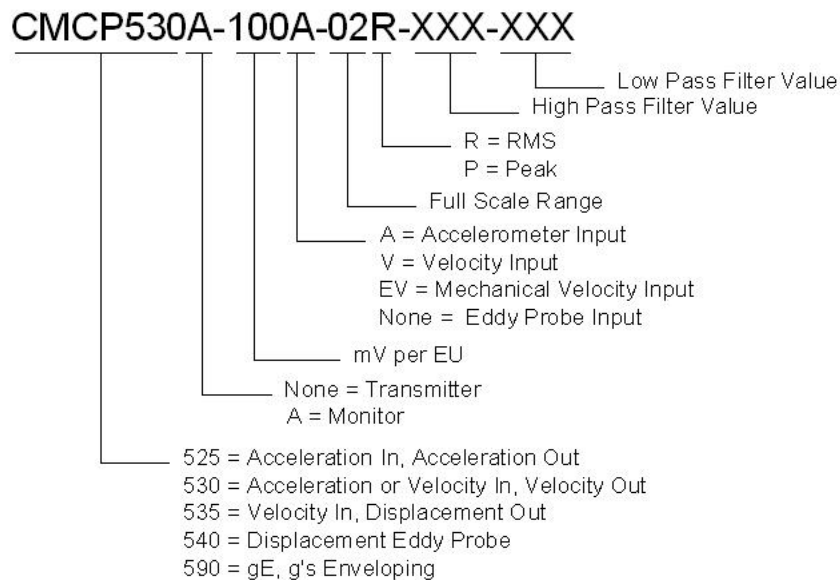 CMCP530A-100A-02R-XXX-XXX
Low Pass Filter Value
High Pass Filter Value
R = RMS
P = Peak
Full Scale Range
A = Accelerometer Input
V = Velocity Input
EV = Mechanical Velocity Input
None = Eddy Probe Input
mV per EU
None = Transmitter
A = Monitor
525 = Acceleration In, Acceleration Out
530 = Acceleration or Velocity In, Velocity Out
535 = Velocity In, Displacement Out
540 = Displacement Eddy Probe
590 = gE, g's Enveloping